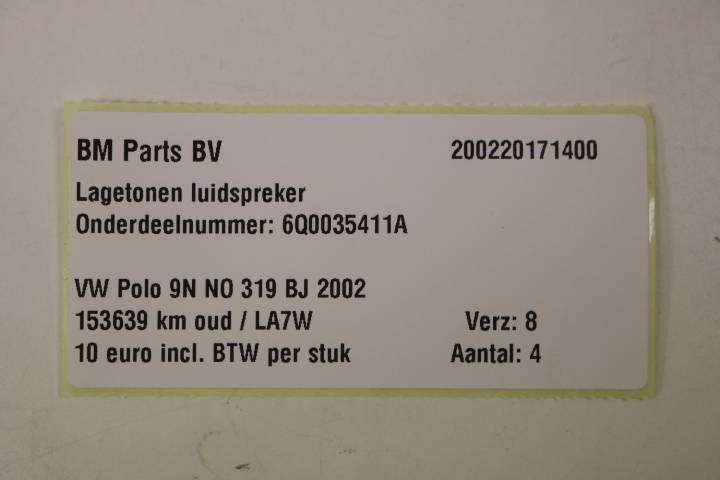 BM Parts BV 200220171400
Lagetonen luidspreker
Onderdeelnummer: 6Q0035411A
VW Polo 9N NO 319 BJ 2002
153639 km oud / LA7W Verz: 8
10 euro incl. BTW per stuk Aantal: 4